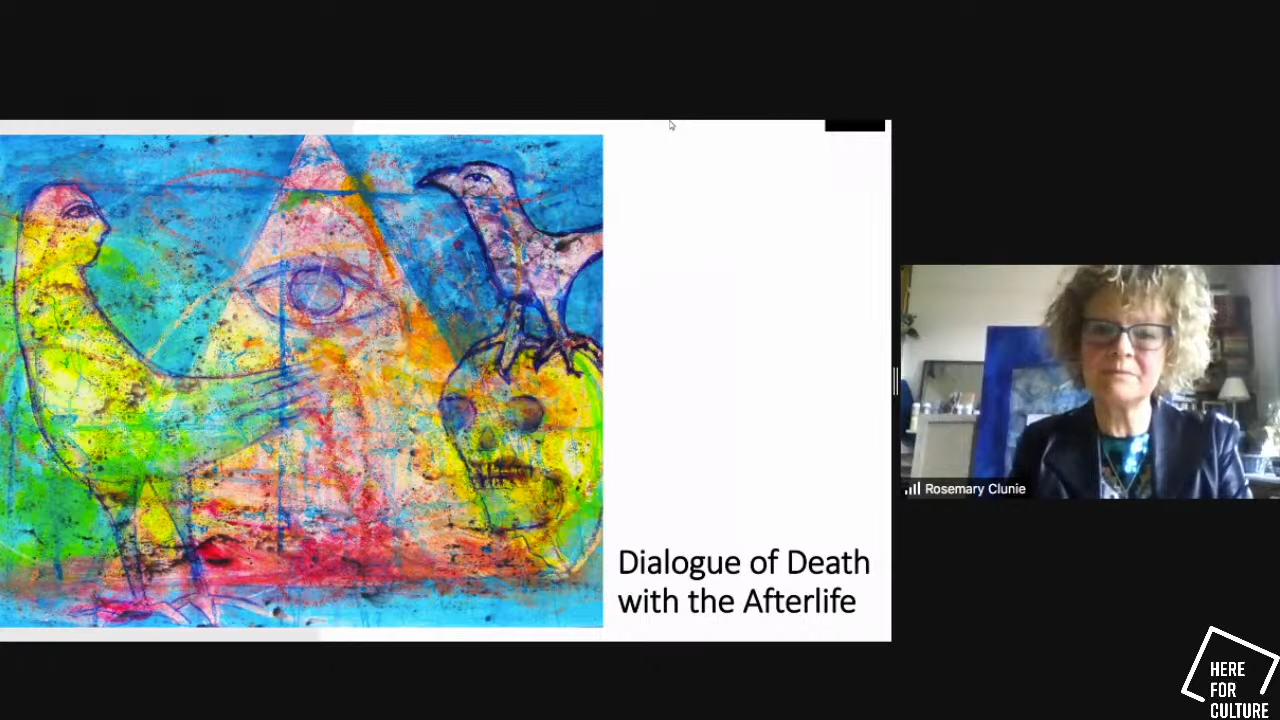 Dialogue of Death
with the Afterlife
Rosemary Clunie
HERE
FOR
CULTURE